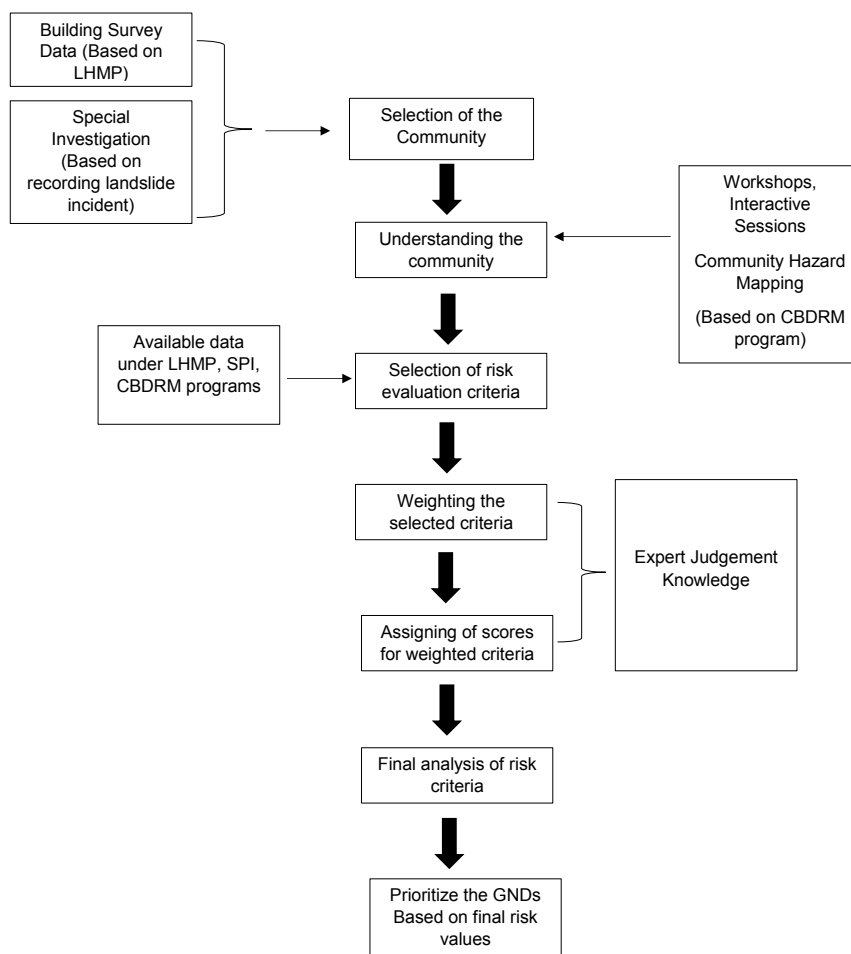 Building Survey
Data (Based on
LHMP)
Special
Investigation
(Based on
recording landslide
incident)
Selection of the
Community
Workshops,
Interactive
Sessions
Community Hazard
Mapping
(Based on CBDRM
program)
Understanding the
community
Available data
under LHMP, SPI,
CBDRM programs
Selection of risk
evaluation criteria
Weighting the
selected criteria
Expert Judgement
Knowledge
Assigning of scores
for weighted criteria
Final analysis of risk
criteria
Prioritize the GNDs
Based on final risk
values